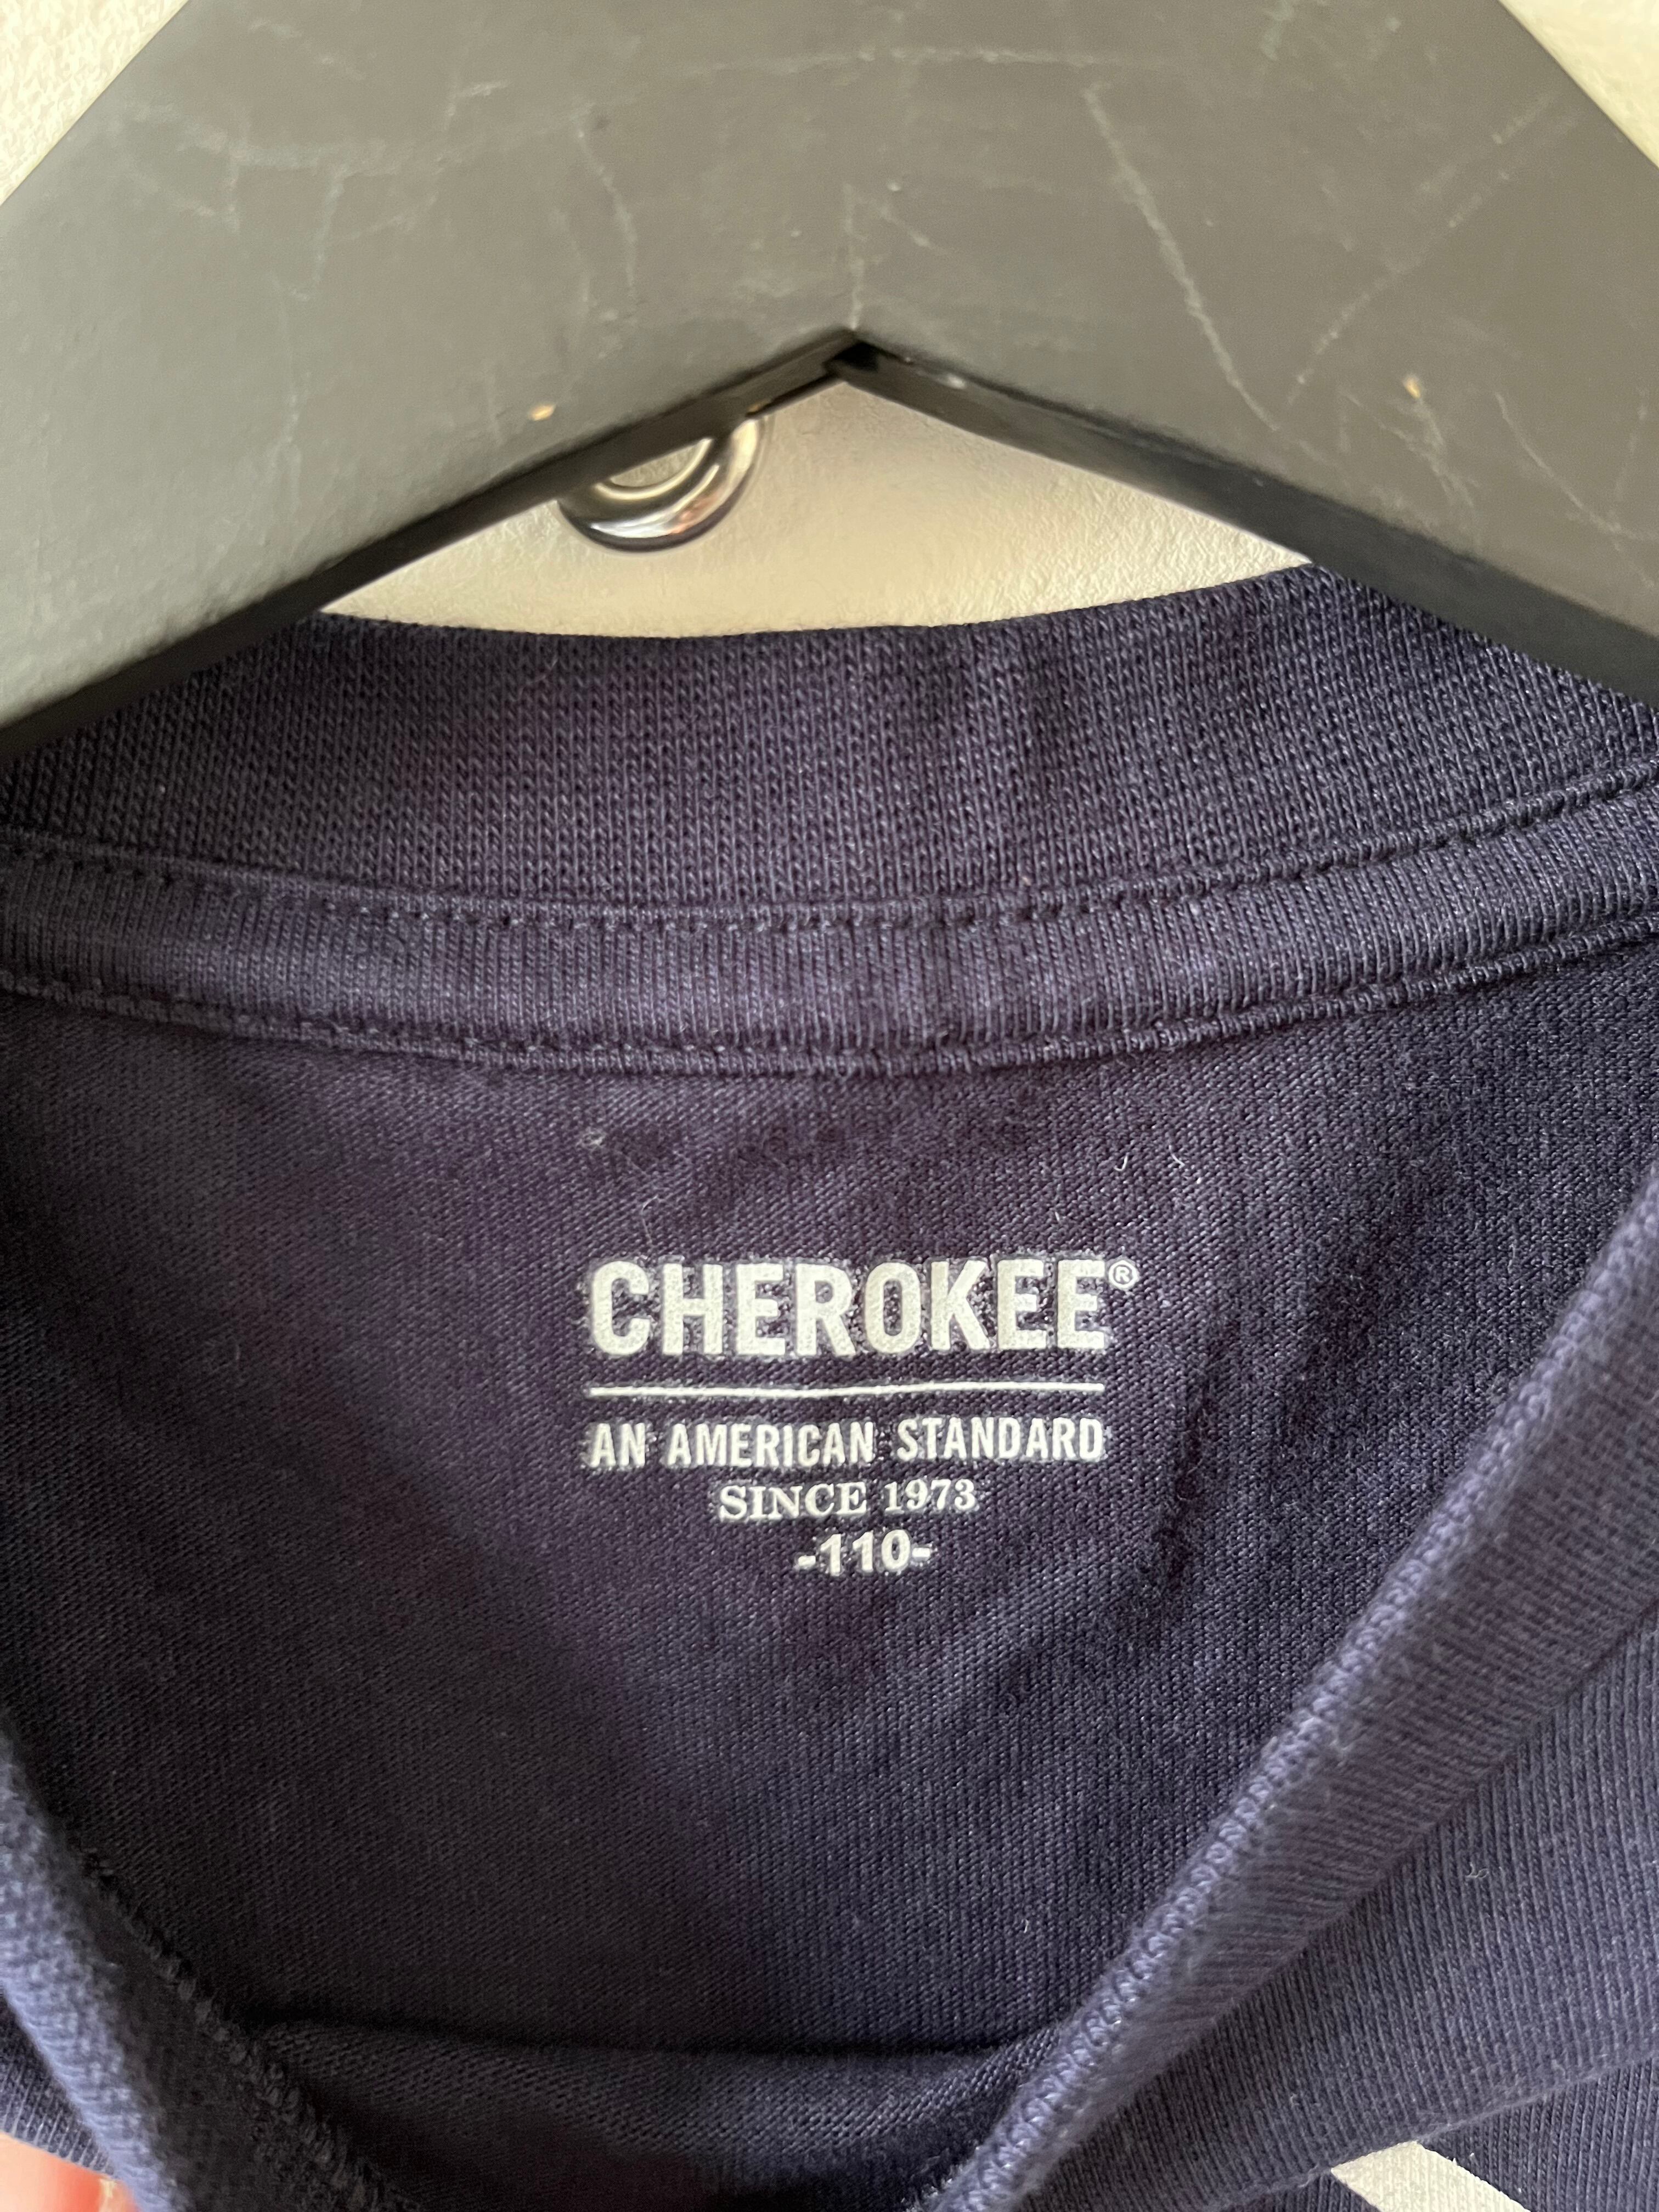 CHEROKEE®
AN AMERICAN STANDARD
SINCE 1973
-110-